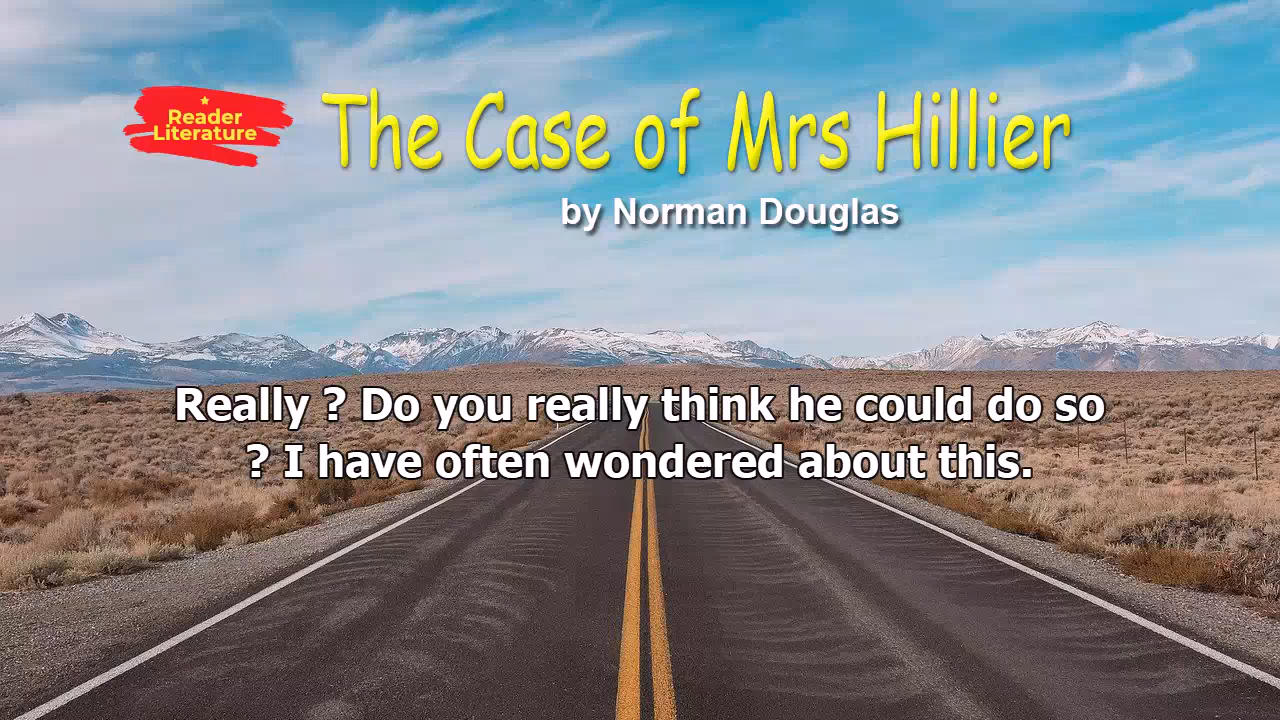 Reader
Literature
The Case of Mrs Hillier
by Norman Douglas
Really ? Do you really think he could do so
? I have often wondered about this.